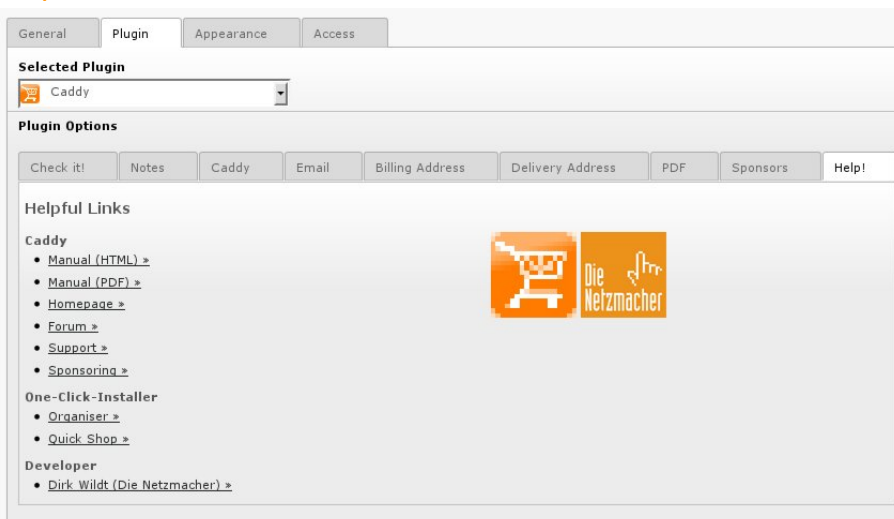 General Plugin Appearance Access
Selected Plugin
Caddy
Plugin Options
Check it! Notes Caddy Email Billing Address Delivery Address PDF Sponsors Help!
Helpful Links
Caddy
• Manual (HTML) »
• Manual (PDF) »
• Homepage »
• Forum »
• Support »
• Sponsoring »
One-Click-Installer
• Organiser »
• Quick Shop »
Developer
• Dirk Wildt (Die Netzmacher) »
Die
Netzmacher